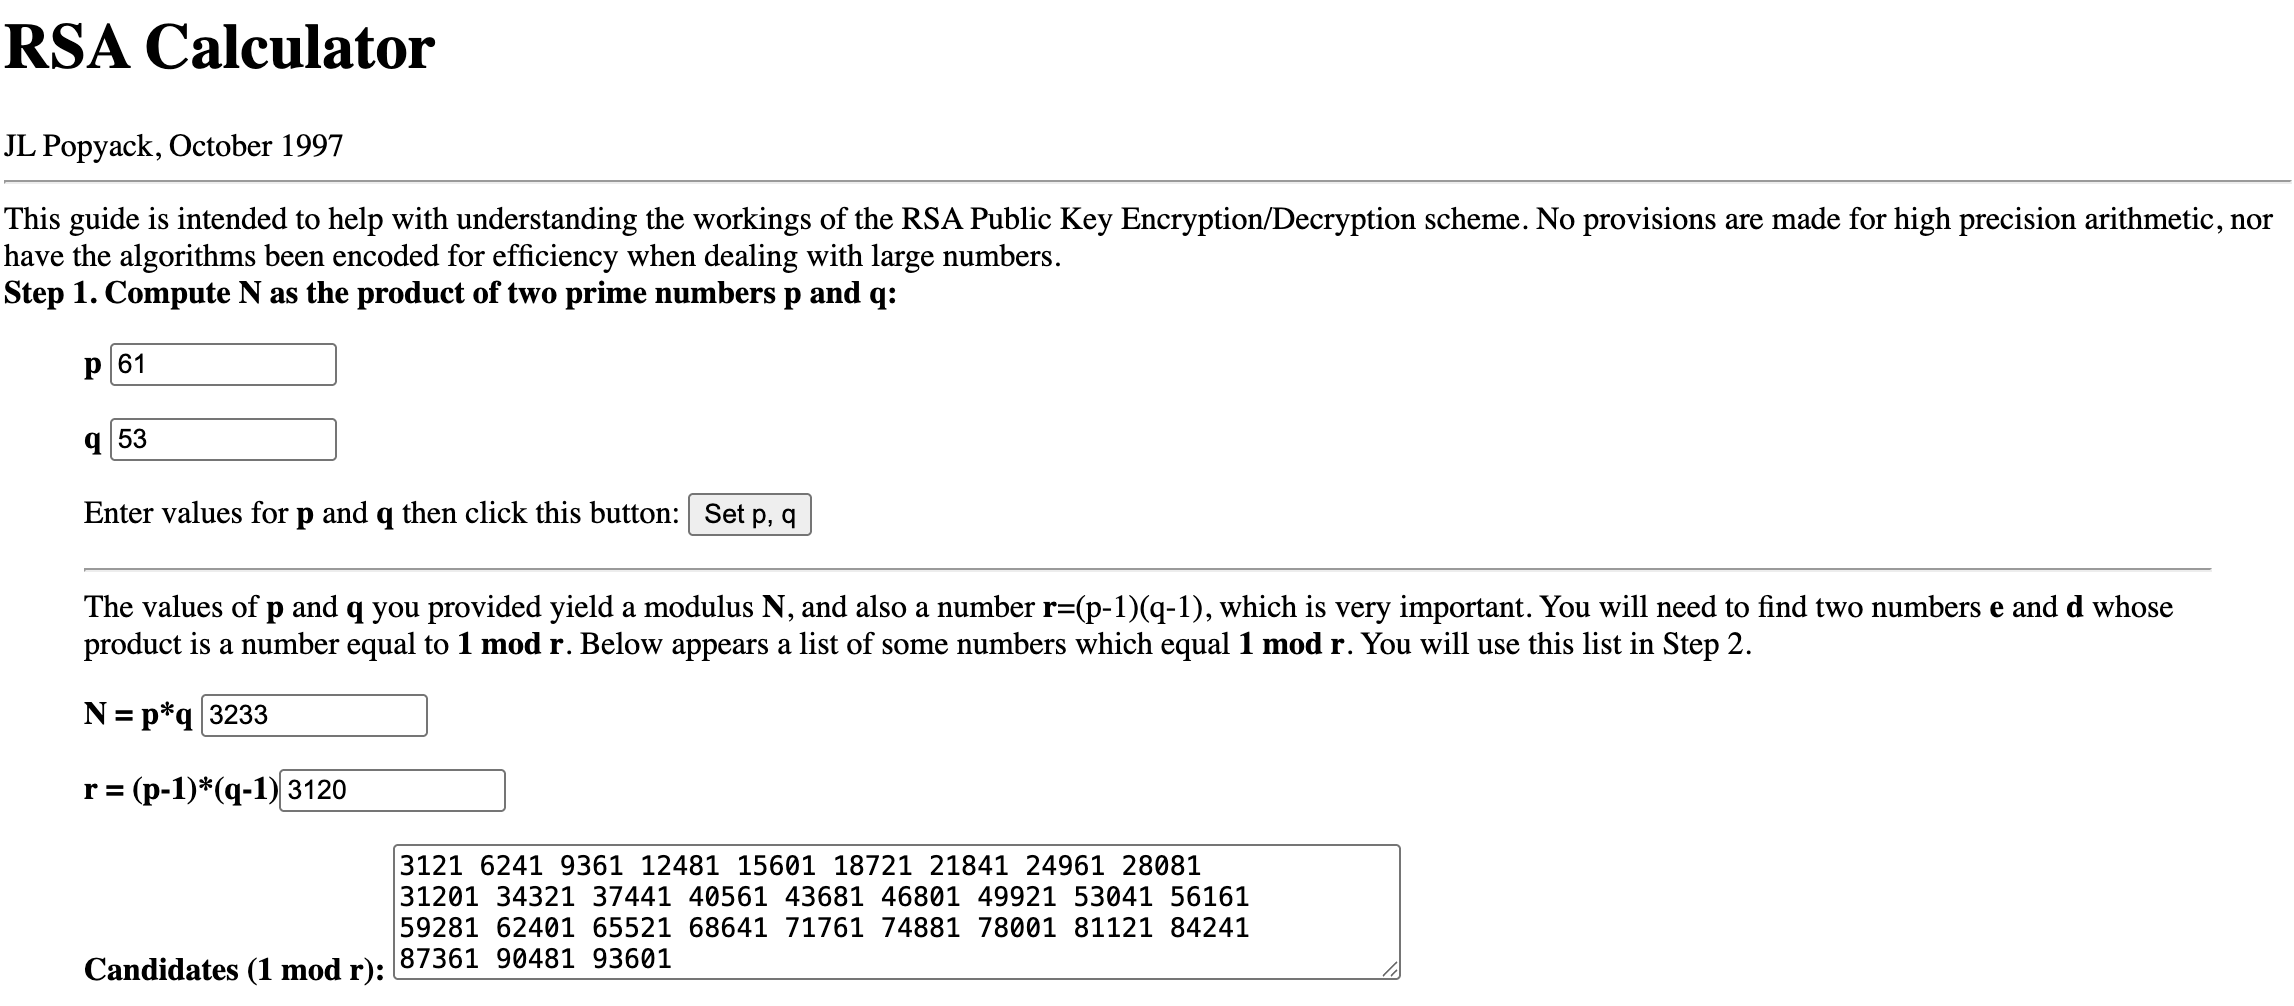 RSA Calculator
JL Popyack, October 1997
This guide is intended to help with understanding the workings of the RSA Public Key Encryption/Decryption scheme. No provisions are made for high precision arithmetic, nor
have the algorithms been encoded for efficiency when dealing with large numbers.
Step 1. Compute N as the product of two prime numbers p and q:
p 61
q 53
Enter values for p and q then click this button: Set p, q
The values of p and q you provided yield a modulus N, and also a number r=(p-1)(q-1), which is very important. You will need to find two numbers e and d whose
product is a number equal to 1 mod r. Below appears a list of some numbers which equal 1 mod r. You will use this list in Step 2.
N = p*q 3233
r = (p-1)*(q-1) 3120
3121 6241 9361 12481 15601 18721 21841 24961 28081
31201 34321 37441 40561 43681 46801 49921 53041 56161
59281 62401 65521 68641 71761 74881 78001 81121 84241
Candidates (1 mod r): 87361 90481 93601